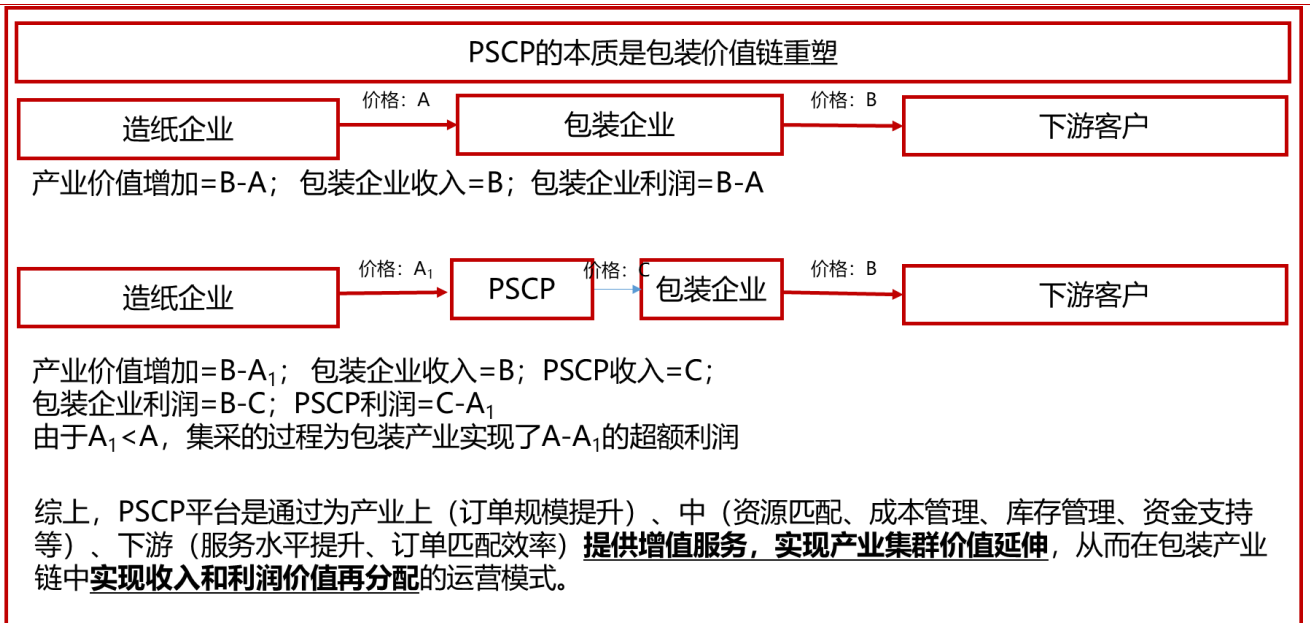 PSCP的本质是包装价值链重塑
价格：A
价格：B
造纸企业
包装企业
下游客户
产业价值增加=B-A； 包装企业收入=B；包装企业利润=B-A
价格：A₁
价格：C
价格：B
造纸企业
PSCP
包装企业
下游客户
产业价值增加=B-A₁； 包装企业收入=B；PSCP收入=C；
包装企业利润=B-C；PSCP利润=C-A₁
由于A₁<A，集采的过程为包装产业实现了A-A₁的超额利润
综上，PSCP平台是通过为产业上（订单规模提升）、中（资源匹配、成本管理、库存管理、资金支持
等）、下游（服务水平提升、订单匹配效率）提供增值服务，实现产业集群价值延伸，从而在包装产业
链中实现收入和利润价值再分配的运营模式。